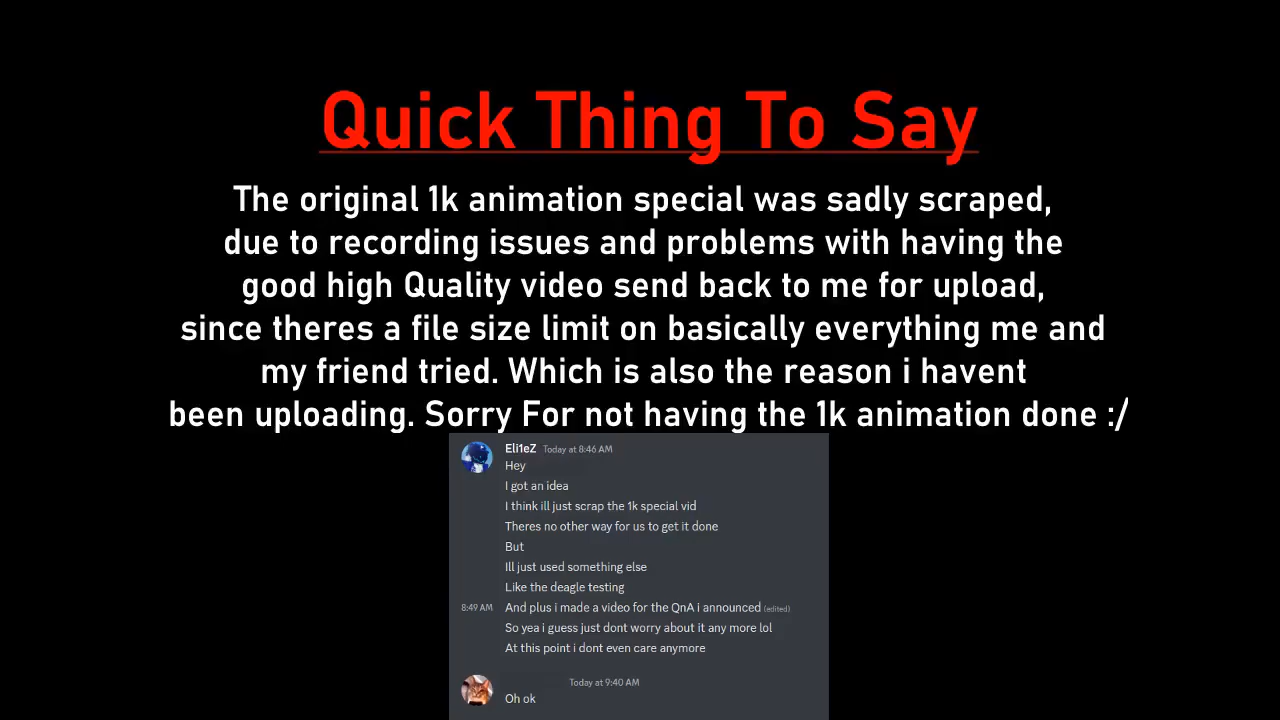 Quick Thing To Say
The original 1k animation special was sadly scraped,
due to recording issues and problems with having the
good high Quality video send back to me for upload,
since theres a file size limit on basically everything me and
my friend tried. Which is also the reason i havent
been uploading. Sorry For not having the 1k animation done :/
Eli1eZ Today at 8:46 AM
Hey
I got an idea
I think ill just scrap the 1k special vid
Theres no other way for us to get it done
But
Ill just used something else
Like the deagle testing
8:49 AM And plus i made a video for the QnA i announced (edited)
So yea i guess just dont worry about it any more lol
At this point i dont even care anymore
Today at 9:40 AM
Oh ok